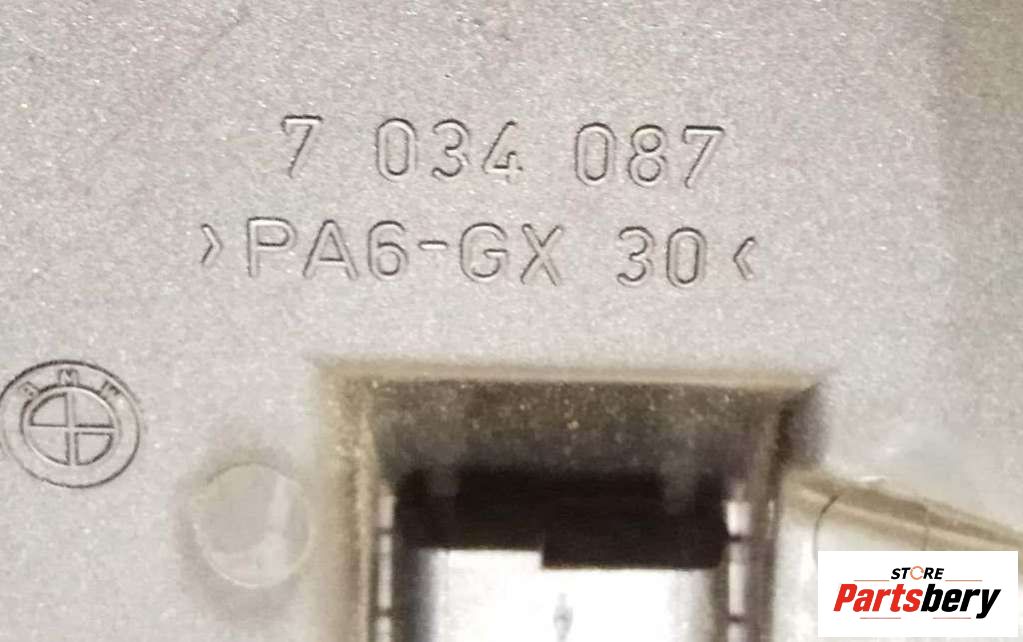 7 034 087
>PA6-GX 30<
BMW
STORE
Partsbery